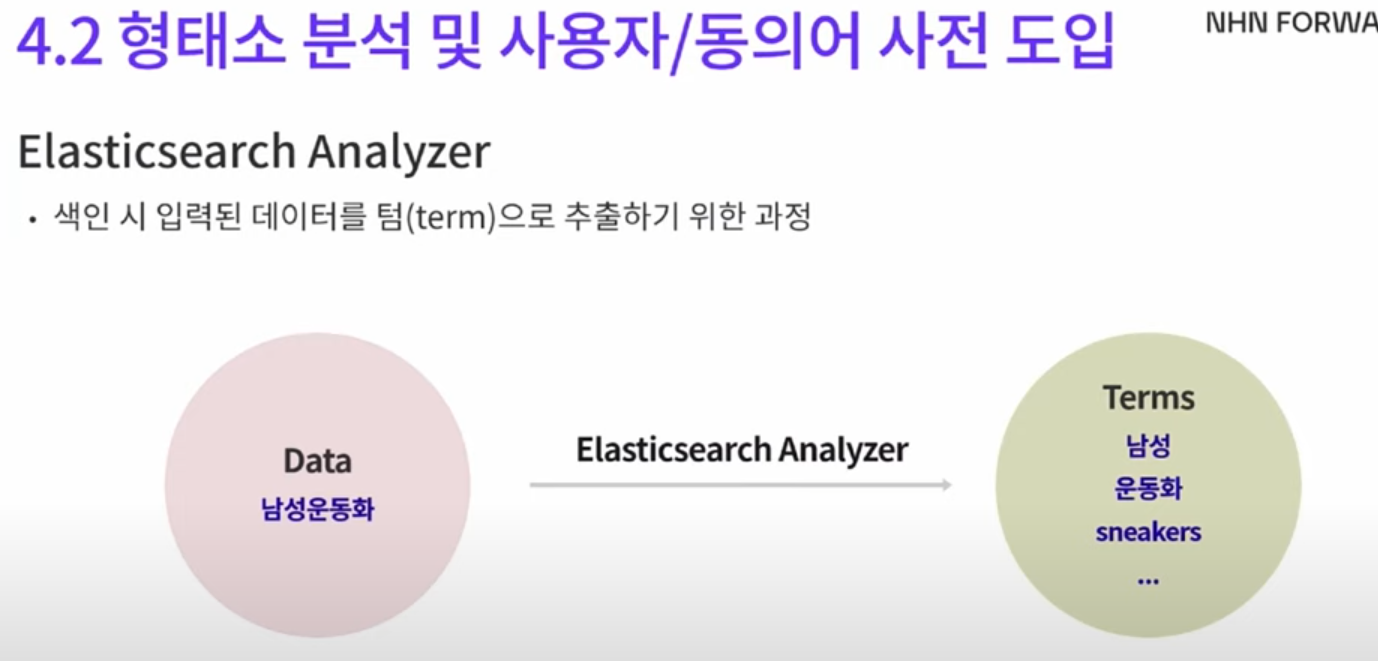 4.2 형태소 분석 및 사용자/동의어 사전 도입
NHN FORWA
Elasticsearch Analyzer
• 색인 시 입력된 데이터를 텀(term)으로 추출하기 위한 과정
Data
남성운동화
Elasticsearch Analyzer
Terms
남성
운동화
sneakers
...